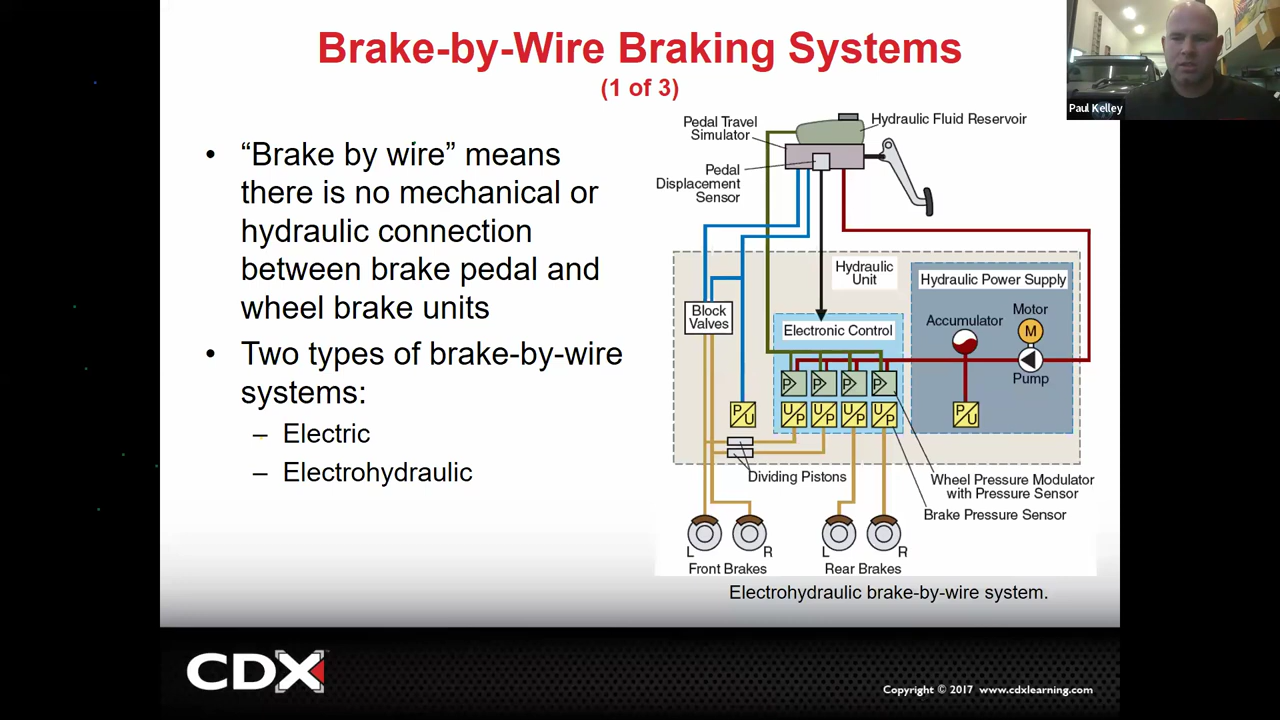 Brake-by-Wire Braking Systems
(1 of 3)
Paul Kelley
• “Brake by wire” means
there is no mechanical or
hydraulic connection
between brake pedal and
wheel brake units
• Two types of brake-by-wire
systems:
– Electric
– Electrohydraulic
Pedal Travel
Simulator
Hydraulic Fluid Reservoir
Pedal
Displacement
Sensor
Hydraulic
Unit
Hydraulic Power Supply
Block
Valves
Electronic Control
Accumulator
Motor
M
Pump
P P P P
P/U
U/P U/P U/P U/P
P/U
Dividing Pistons
Wheel Pressure Modulator
with Pressure Sensor
Brake Pressure Sensor
L R L R
Front Brakes
Rear Brakes
Electrohydraulic brake-by-wire system.
CDX
Copyright © 2017 www.cdxlearning.com